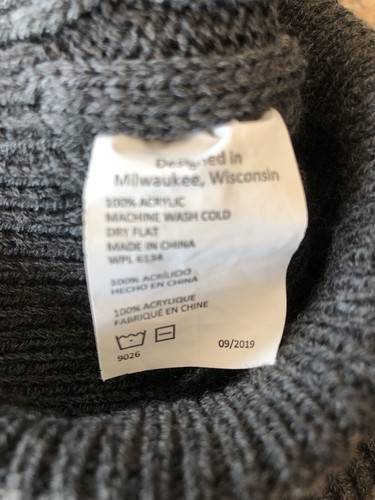 Designed in
Milwaukee, Wisconsin
100% ACRYLIC
MACHINE WASH COLD
DRY FLAT
MADE IN CHINA
WPL 6134
100% ACRÍLICO
HECHO EN CHINA
100% ACRYLIQUE
FABRIQUÉ EN CHINE
9026
09/2019